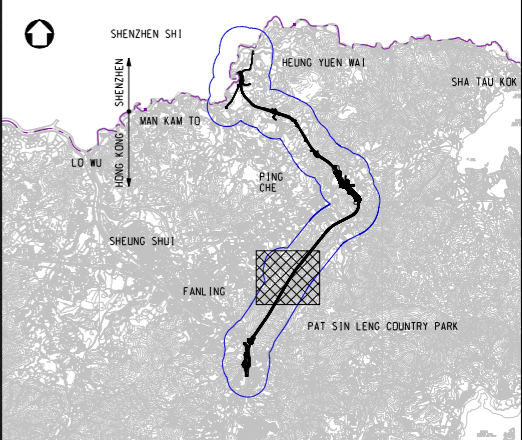 SHENZHEN SHI
HEUNG YUEN WAI
SHA TAU KOK
SHENZHEN
HONG KONG
MAN KAM TO
LO WU
PING
CHE
SHEUNG SHUI
FANLING
PAT SIN LENG COUNTRY PARK